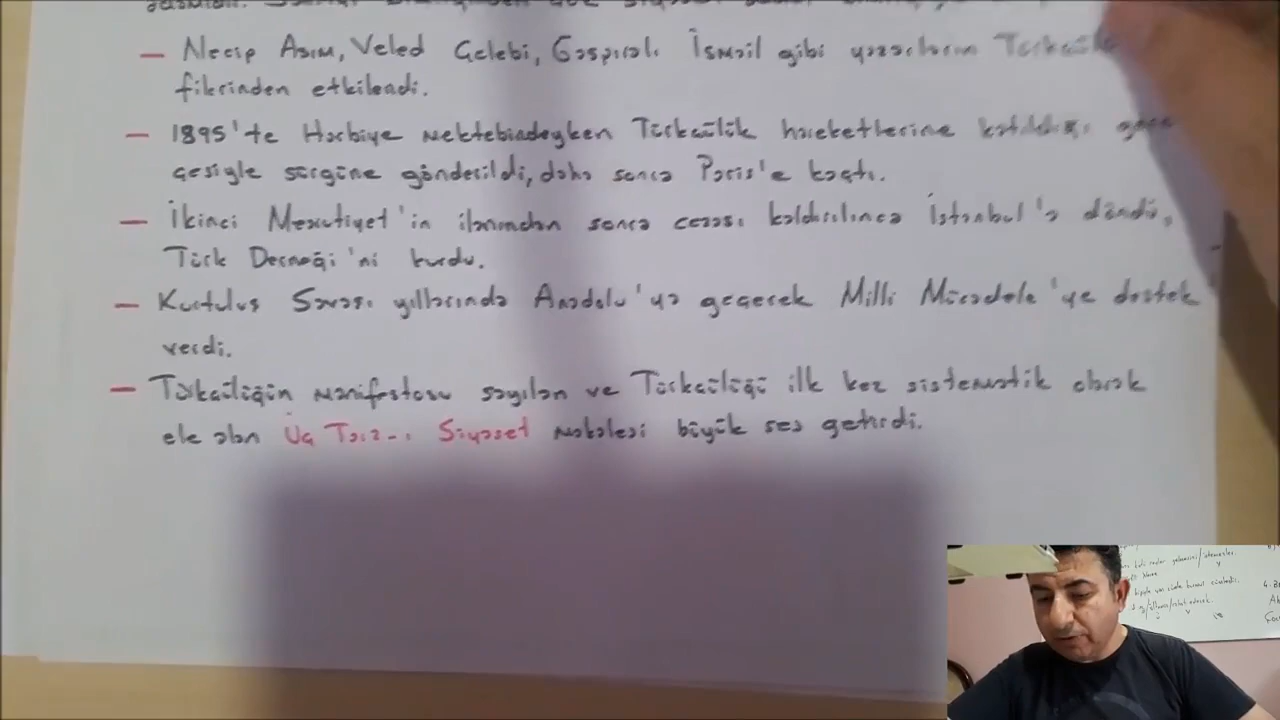 — Necip Asım, Veled Çelebi, Gaspıralı İsmail gibi yazarların Türkçülük
fikrinden etkilendi.
— 1895'te Harbiye mektebindeyken Türkçülük hareketlerine katıldığı gerek
çesiyle sürgüne gönderildi, daha sonra Paris'e kaçtı.
— İkinci Meşrutiyet'in ilanından sonra cezası kaldırılınca İstanbul'a döndü,
Türk Derneği'ni kurdu.
— Kurtuluş Savaşı yıllarında Anadolu'ya geçerek Milli Mücadele'ye destek
verdi.
— Türkçülüğün manifestosu sayılan ve Türkçülüğü ilk kez sistematik olarak
ele alan Üç Tarz-ı Siyaset makalesi büyük ses getirdi.